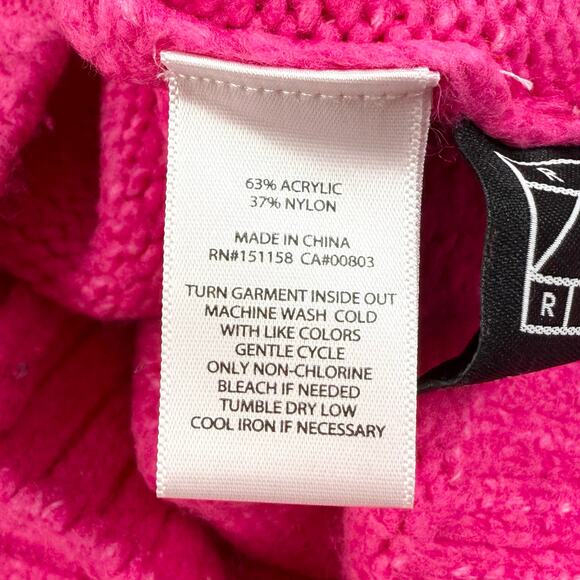 63% ACRYLIC
37% NYLON
MADE IN CHINA
RN#151158 CA#00803
TURN GARMENT INSIDE OUT
MACHINE WASH COLD
WITH LIKE COLORS
GENTLE CYCLE
ONLY NON-CHLORINE
BLEACH IF NEEDED
TUMBLE DRY LOW
COOL IRON IF NECESSARY
R
R